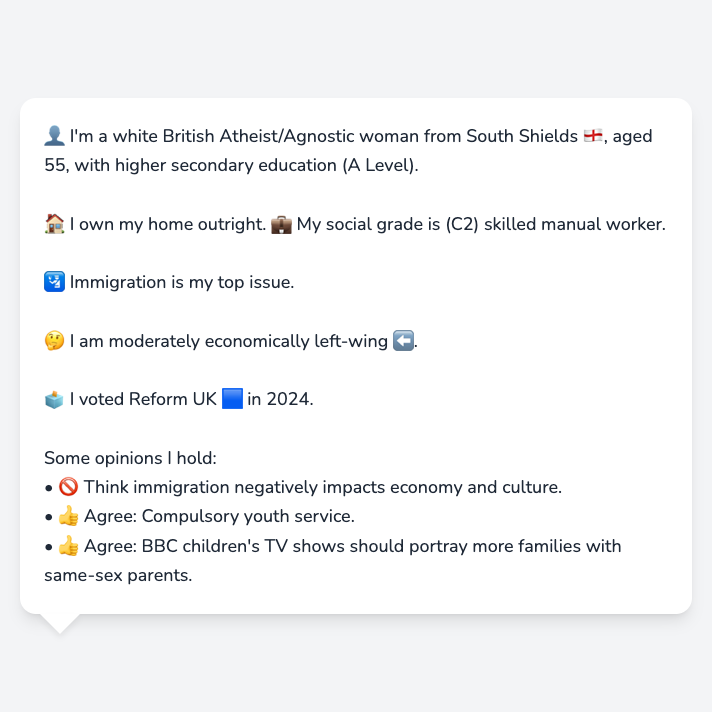 👤 I'm a white British Atheist/Agnostic woman from South Shields 🏴󠁧󠁢󠁥󠁮󠁧󠁿, aged
55, with higher secondary education (A Level).
🏠 I own my home outright. 💼 My social grade is (C2) skilled manual worker.
🛂 Immigration is my top issue.
🤔 I am moderately economically left-wing ⬅️.
🗳️ I voted Reform UK 🟦 in 2024.
Some opinions I hold:
• 🚫 Think immigration negatively impacts economy and culture.
• 👍 Agree: Compulsory youth service.
• 👍 Agree: BBC children's TV shows should portray more families with
same-sex parents.